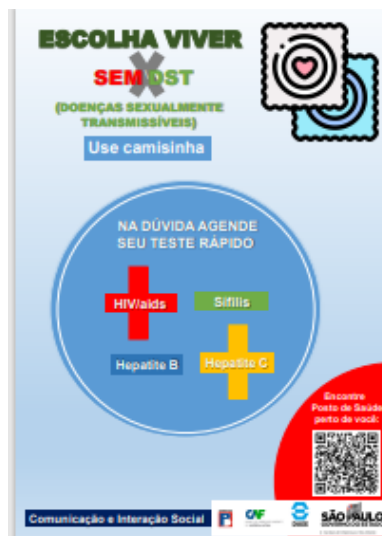 ESCOLHA VIVER
SEM DST
(DOENÇAS SEXUALMENTE
TRANSMISSÍVEIS)
Use camisinha
NA DÚVIDA AGENDE
SEU TESTE RÁPIDO
HIV/aids
Sífilis
Hepatite B
Hepatite C
Encontre
Posto de Saúde
perto de você:
Comunicação e Interação Social
SÃO PAULO